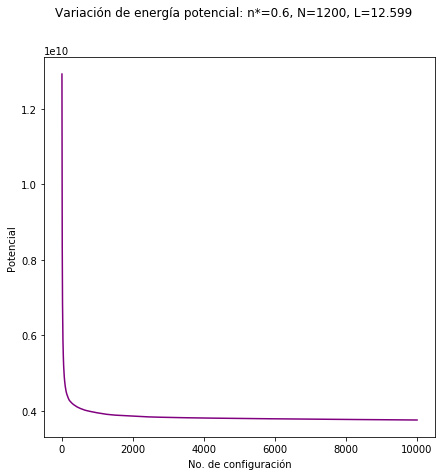 Variación de energía potencial: n*=0.6, N=1200, L=12.599
1e10
1.2
1.0
0.8
0.6
0.4
Potencial
0 2000 4000 6000 8000 10000
No. de configuración